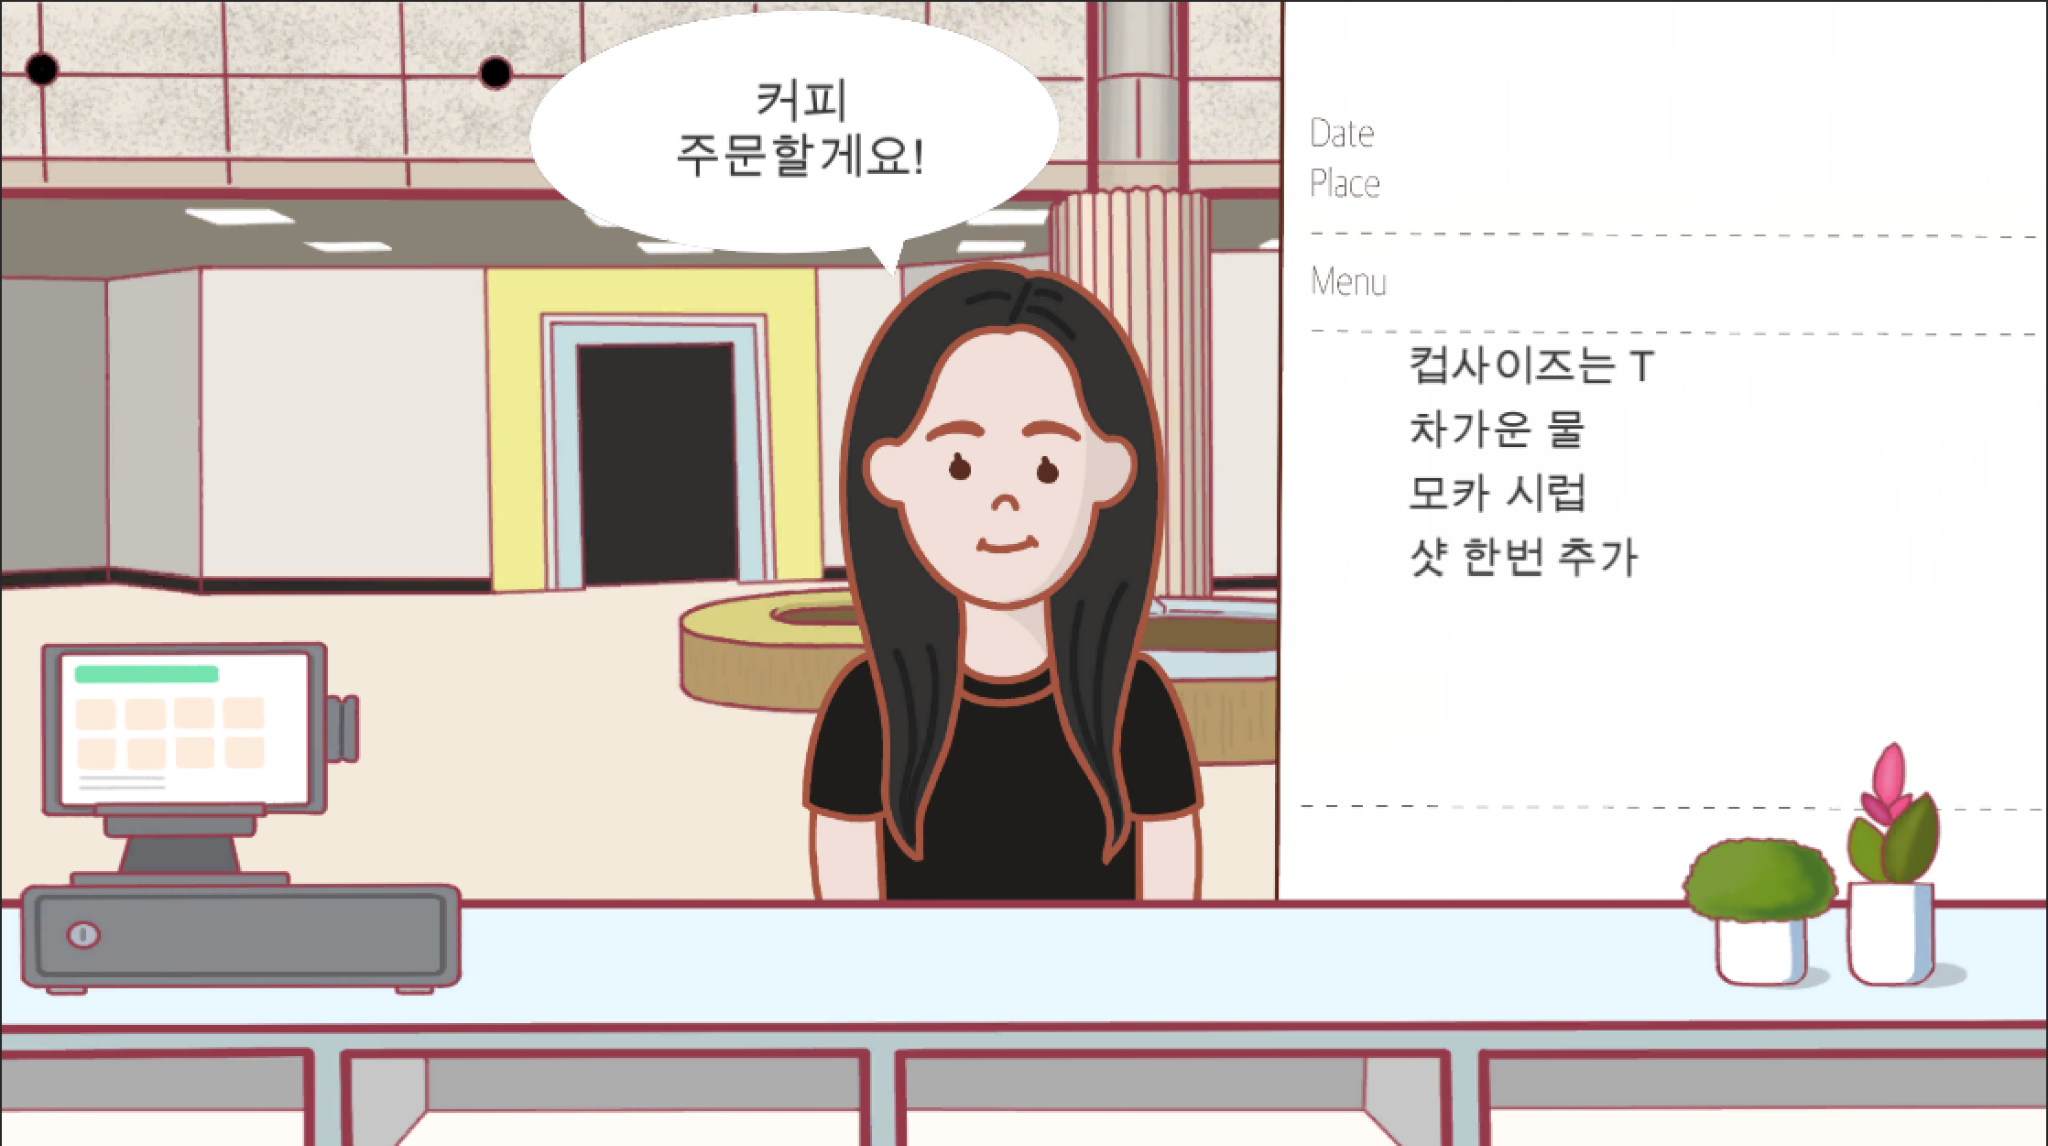 커피
주문할게요!
Date
Place
Menu
컵사이즈는 T
차가운 물
모카 시럽
샷 한번 추가